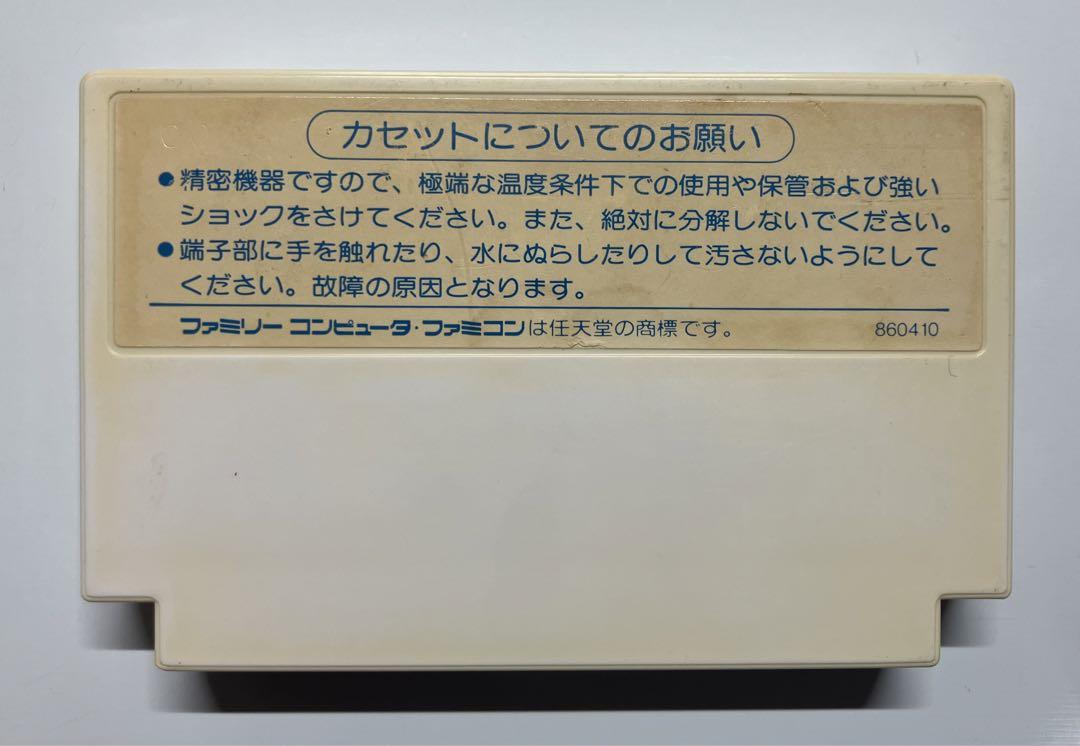 カセットについてのお願い
●精密機器ですので、極端な温度条件下での使用や保管および強い
ショックをさけてください。また、絶対に分解しないでください。
●端子部に手を触れたり、水にぬらしたりして汚さないようにして
ください。故障の原因となります。
ファミリー コンピュータ・ファミコンは任天堂の商標です。 860410